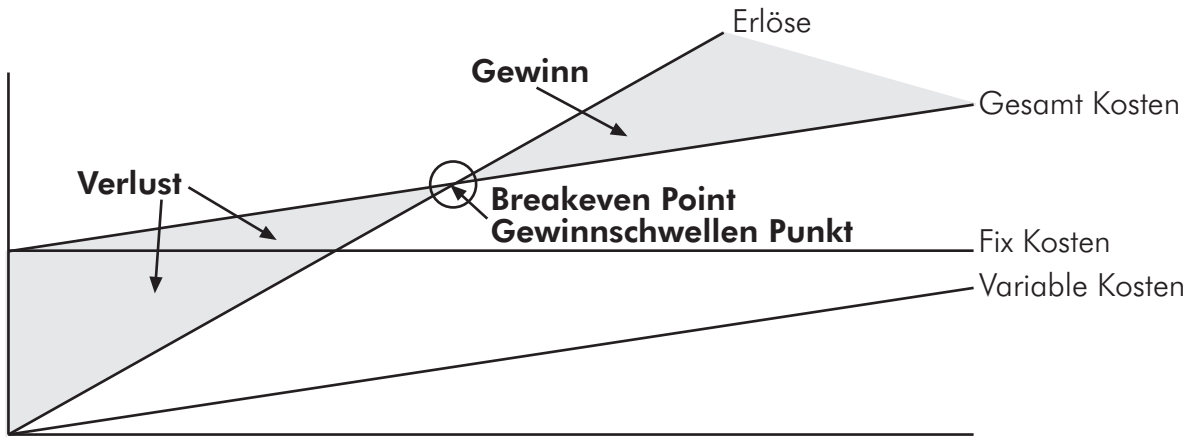 Erlöse
Gewinn
Gesamt Kosten
Verlust
Breakeven Point
Gewinnschwellen Punkt
Fix Kosten
Variable Kosten